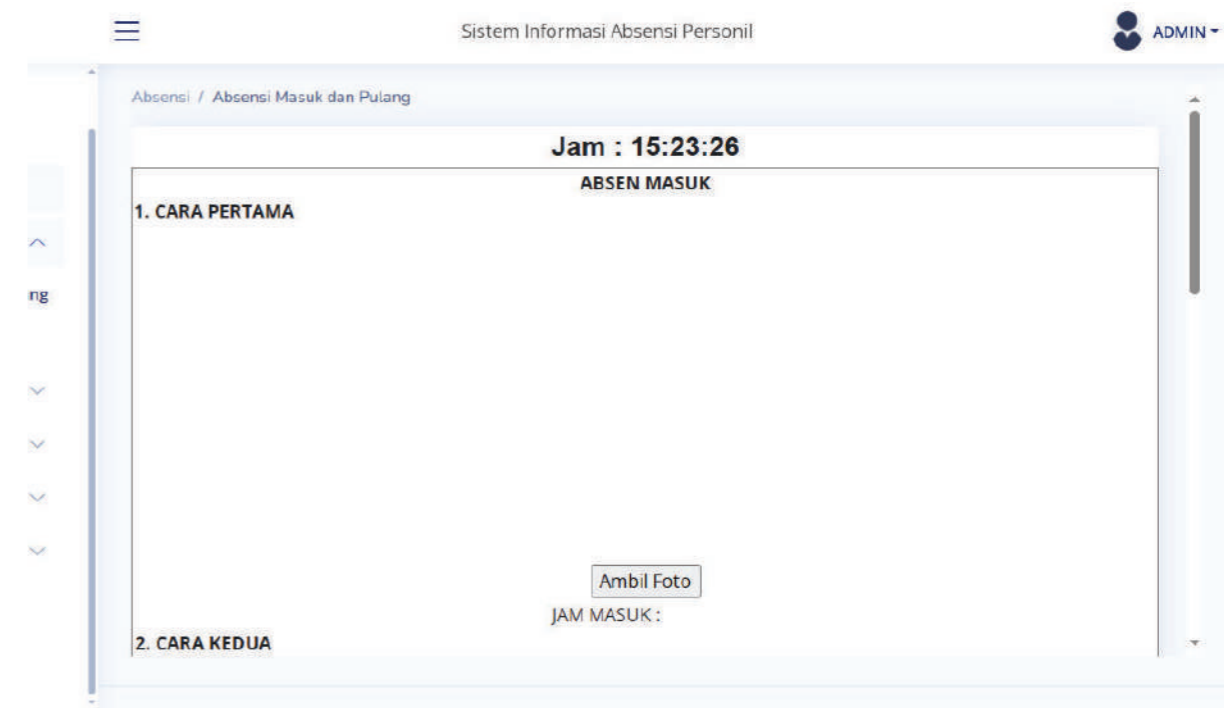 Sistem Informasi Absensi Personil
ADMIN
Absensi / Absensi Masuk dan Pulang
Jam : 15:23:26
ABSEN MASUK
1. CARA PERTAMA
ng
Ambil Foto
JAM MASUK :
2. CARA KEDUA